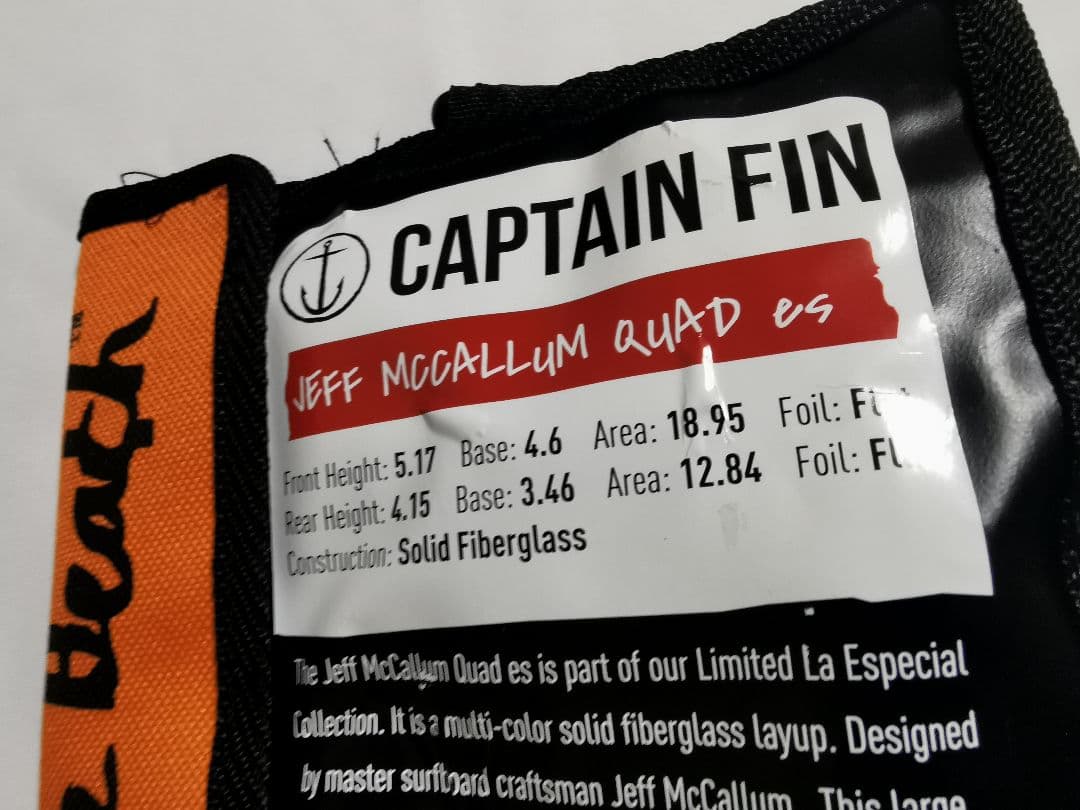 CAPTAIN FIN
JEFF MCCALLUM QUAD es
Front Height: 5.17 Base: 4.6 Area: 18.95 Foil:
Rear Height: 4.15 Base: 3.46 Area: 12.84 Foil:
Construction: Solid Fiberglass
The Jeff McCallum Quad es is part of our Limited La Especial
Collection. It is a multi-color solid fiberglass layup. Designed
by master surfboard craftsman Jeff McCallum. This large
Death